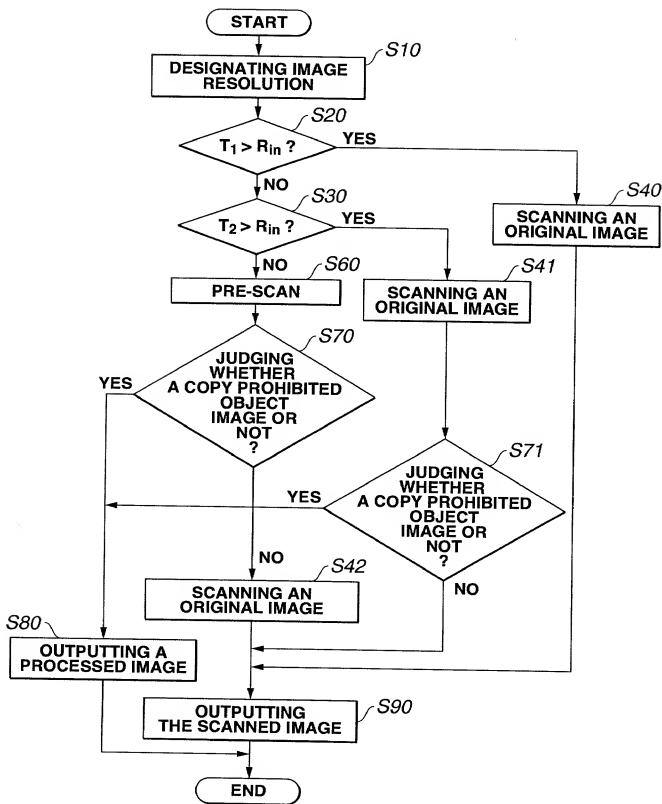 START
S10
DESIGNATING IMAGE
RESOLUTION
S20
T1 > Rin ?
YES
NO
S30
T2 > Rin ?
YES
S40
SCANNING AN
ORIGINAL IMAGE
NO
S60
PRE-SCAN
S41
SCANNING AN
ORIGINAL IMAGE
S70
JUDGING
WHETHER
A COPY PROHIBITED
OBJECT
IMAGE OR
NOT
?
YES
S71
JUDGING
WHETHER
A COPY PROHIBITED
OBJECT
IMAGE OR
NOT
?
YES
NO
NO
S42
SCANNING AN
ORIGINAL IMAGE
S80
OUTPUTTING A
PROCESSED IMAGE
S90
OUTPUTTING
THE SCANNED IMAGE
END